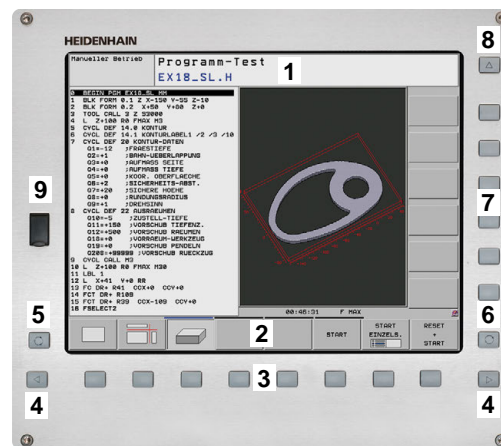 8
HEIDENHAIN
Manueller Betrieb
Programm-Test
EX18_SL.H
1
0 BEGIN PGM EX18_SL MM
1 BLK FORM 0.1 Z X-150 Y-55 Z-10
2 BLK FORM 0.2 X+50 Y+80 Z+0
3 TOOL CALL 3 Z S3000
4 L Z+100 R0 FMAX M3
5 CYCL DEF 14.0 KONTUR
6 CYCL DEF 14.1 KONTURLABEL1 /2 /3 /10
7 CYCL DEF 20 KONTUR-DATEN
Q1=-12 ;FRAESTIEFE
Q2=+1 ;BAHN-UEBERLAPPUNG
Q3=+0 ;AUFMASS SEITE
Q4=+0 ;AUFMASS TIEFE
Q5=+0 ;KOOR. OBERFLAECHE
Q6=+2 ;SICHERHEITS-ABST.
Q7=+20 ;SICHERE HOEHE
Q8=+0 ;RUNDUNGSRADIUS
Q9=+1 ;DREHSINN
8 CYCL DEF 22 AUSRAEUMEN
Q10=-5 ;ZUSTELL-TIEFE
Q11=+150 ;VORSCHUB TIEFENZ.
Q12=+500 ;VORSCHUB RAEUMEN
Q18=+0 ;VORRAEUM-WERKZEUG
Q19=+0 ;VORSCHUB PENDELN
Q208=+99999 ;VORSCHUB RUECKZUG
9 CYCL CALL M3
10 L Z+100 R0 FMAX M30
11 LBL 1
12 L X+41 Y+0 RR
13 FC DR+ R41 CCX+0 CCY+0
14 FCT DR+ R109
15 FCT DR+ R39 CCX-109 CCY+0
16 FSELECT2
9
7
00:46:31 F MAX
5
2
START
START EINZELS.
RESET + START
6
3
4
4